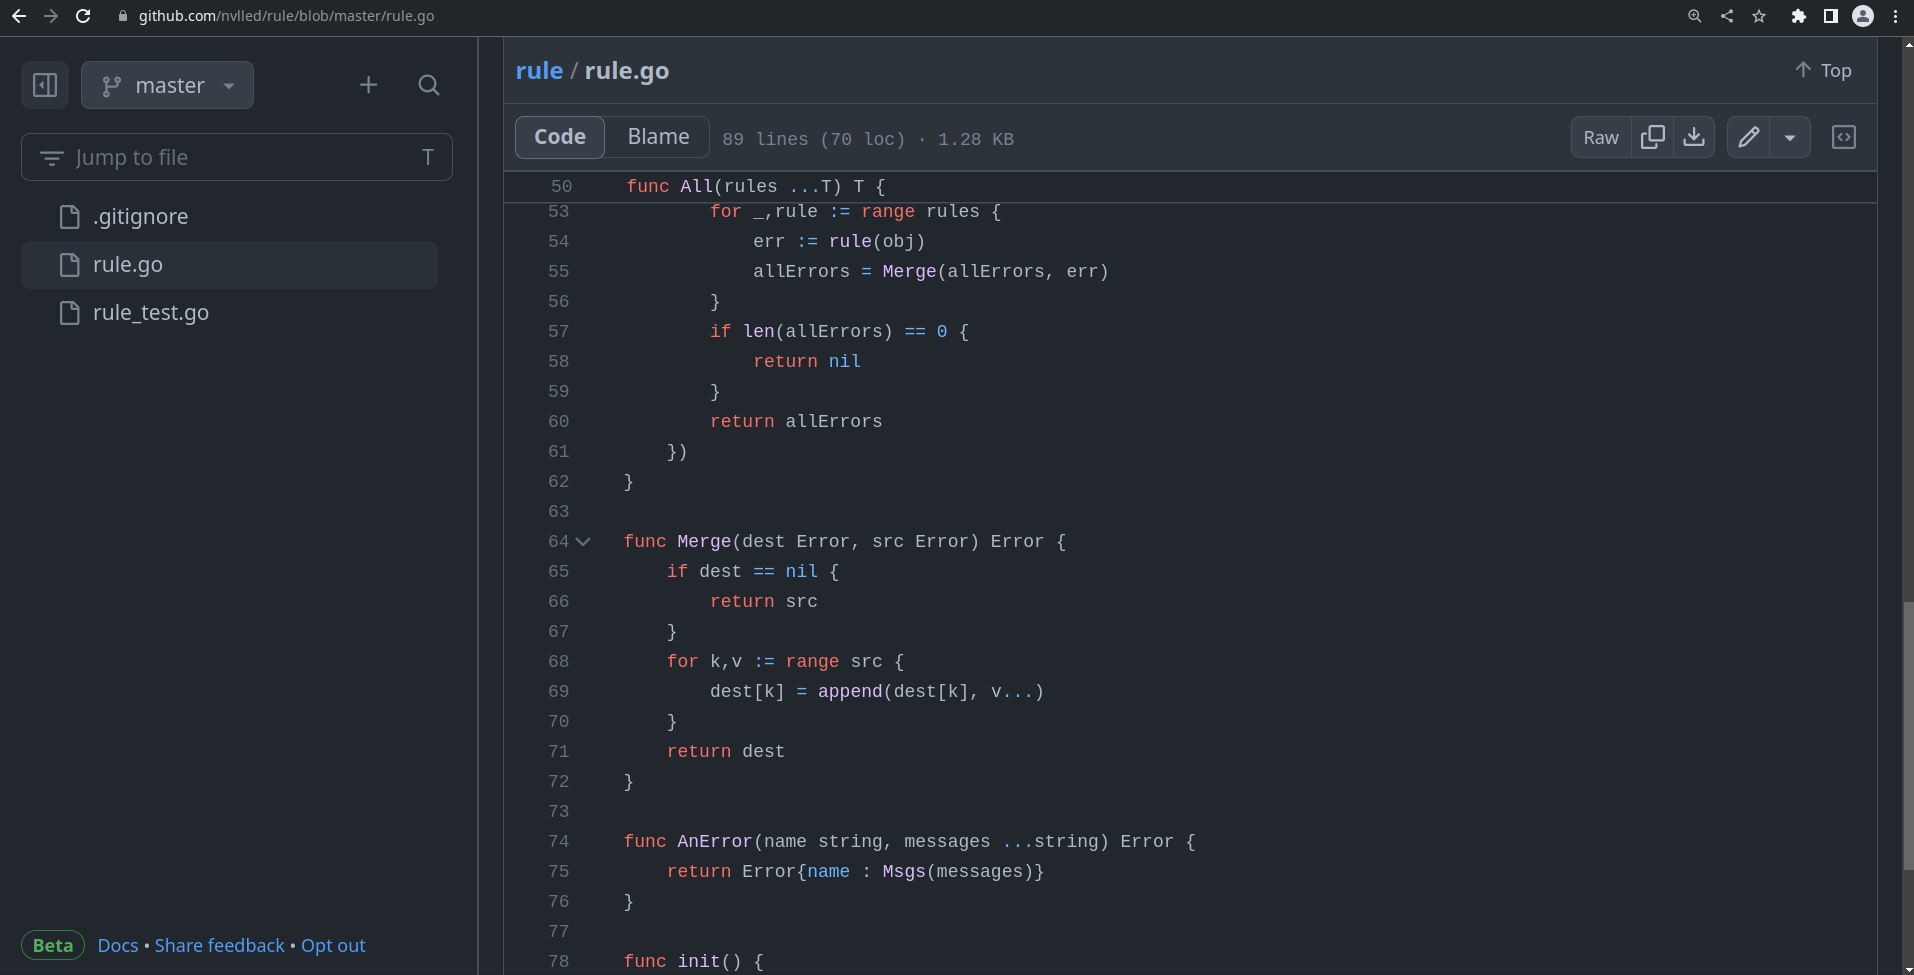 github.com/nvlled/rule/blob/master/rule.go
master
Jump to file T
.gitignore
rule.go
rule_test.go
Beta Docs • Share feedback • Opt out
rule / rule.go
Top
Code Blame 89 lines (70 loc) · 1.28 KB
Raw
50 func All(rules ...T) T {
53 for _,rule := range rules {
54 err := rule(obj)
55 allErrors = Merge(allErrors, err)
56 }
57 if len(allErrors) == 0 {
58 return nil
59 }
60 return allErrors
61 })
62 }
63
64 func Merge(dest Error, src Error) Error {
65 if dest == nil {
66 return src
67 }
68 for k,v := range src {
69 dest[k] = append(dest[k], v...)
70 }
71 return dest
72 }
73
74 func AnError(name string, messages ...string) Error {
75 return Error{name : Msgs(messages)}
76 }
77
78 func init() {